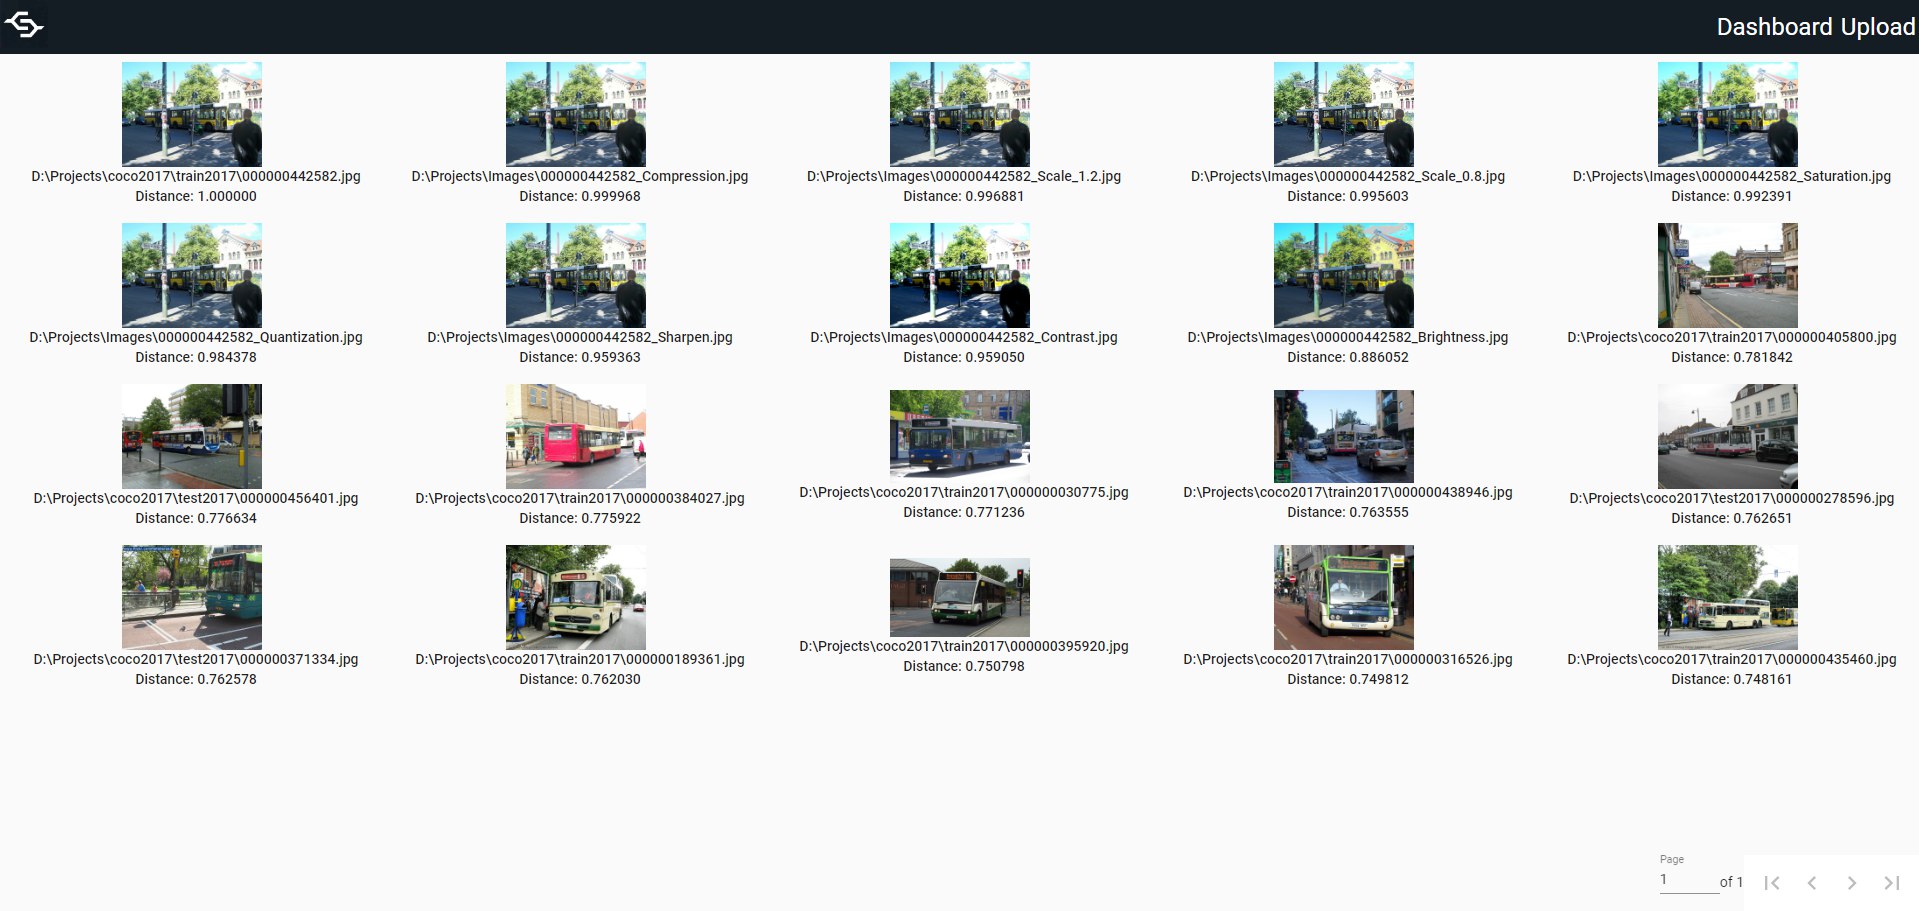 Dashboard Upload
D:\Projects\coco2017\train2017\000000442582.jpg
Distance: 1.000000
D:\Projects\Images\000000442582_Compression.jpg
Distance: 0.999968
D:\Projects\Images\000000442582_Scale_1.2.jpg
Distance: 0.996881
D:\Projects\Images\000000442582_Scale_0.8.jpg
Distance: 0.995603
D:\Projects\Images\000000442582_Saturation.jpg
Distance: 0.992391
D:\Projects\Images\000000442582_Quantization.jpg
Distance: 0.984378
D:\Projects\Images\000000442582_Sharpen.jpg
Distance: 0.959363
D:\Projects\Images\000000442582_Contrast.jpg
Distance: 0.959050
D:\Projects\Images\000000442582_Brightness.jpg
Distance: 0.886052
D:\Projects\coco2017\train2017\000000405800.jpg
Distance: 0.781842
D:\Projects\coco2017\test2017\000000456401.jpg
Distance: 0.776634
D:\Projects\coco2017\train2017\000000384027.jpg
Distance: 0.775922
D:\Projects\coco2017\train2017\000000030775.jpg
Distance: 0.771236
D:\Projects\coco2017\train2017\000000438946.jpg
Distance: 0.763555
D:\Projects\coco2017\test2017\000000278596.jpg
Distance: 0.762651
D:\Projects\coco2017\test2017\000000371334.jpg
Distance: 0.762578
D:\Projects\coco2017\train2017\000000189361.jpg
Distance: 0.762030
D:\Projects\coco2017\train2017\000000395920.jpg
Distance: 0.750798
D:\Projects\coco2017\train2017\000000316526.jpg
Distance: 0.749812
D:\Projects\coco2017\train2017\000000435460.jpg
Distance: 0.748161
Page
1 of 1